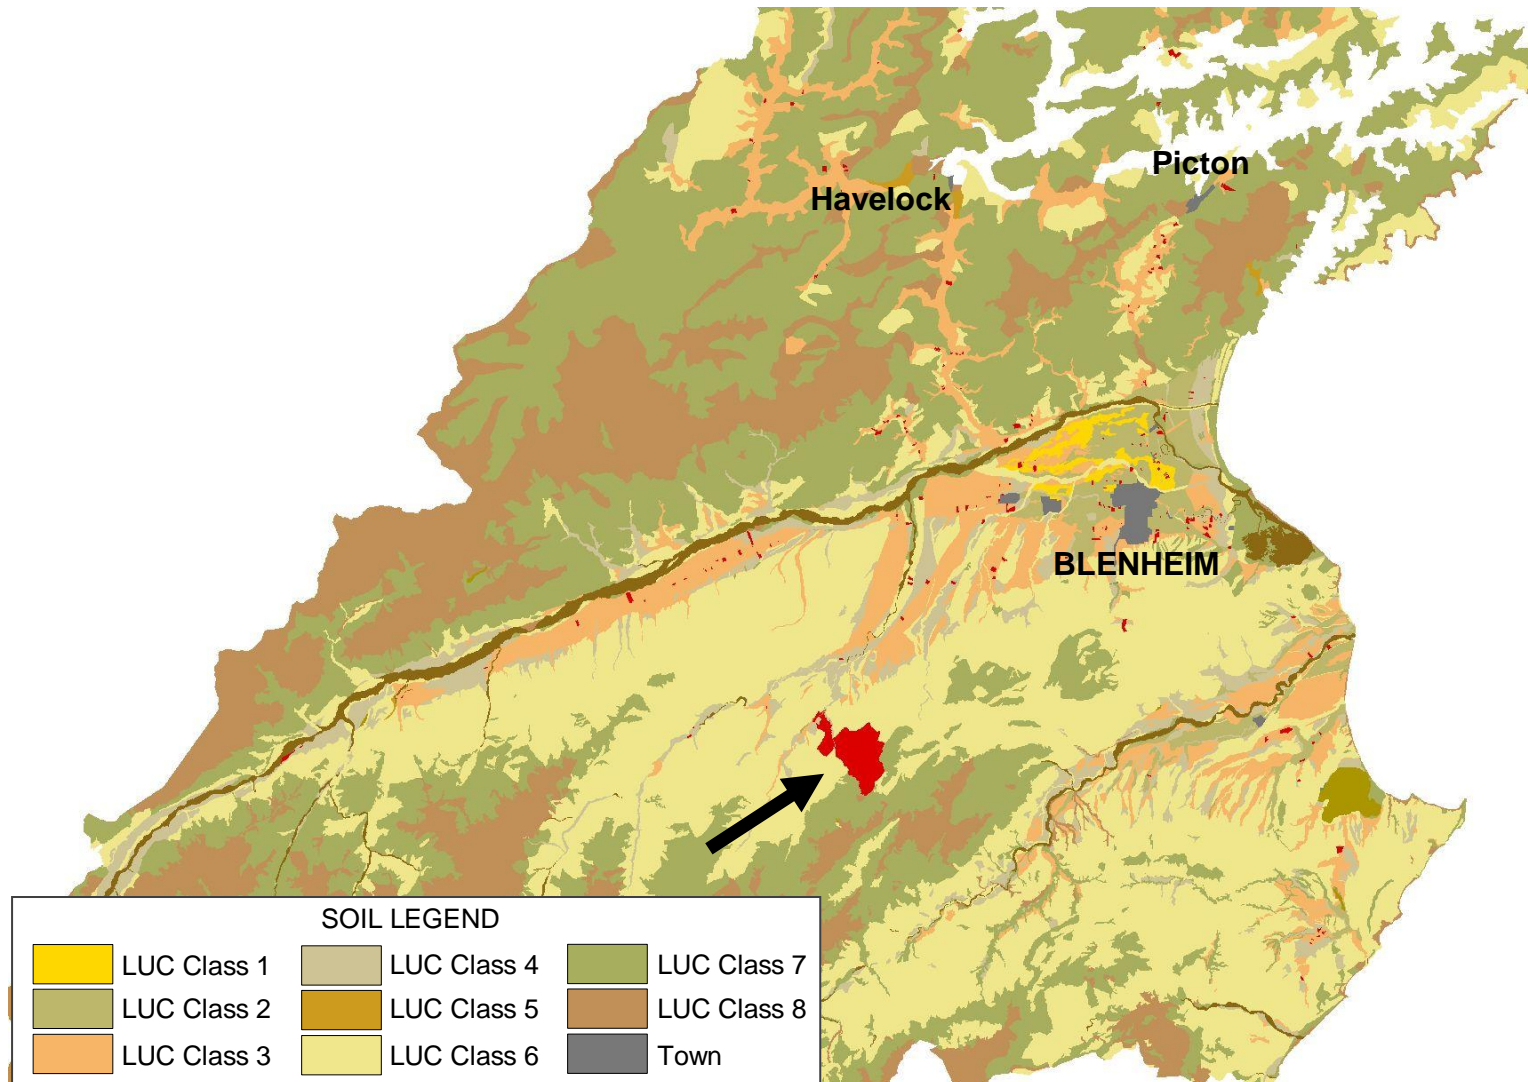 Picton
Havelock
BLENHEIM
SOIL LEGEND
LUC Class 1
LUC Class 4
LUC Class 7
LUC Class 2
LUC Class 5
LUC Class 8
LUC Class 3
LUC Class 6
Town